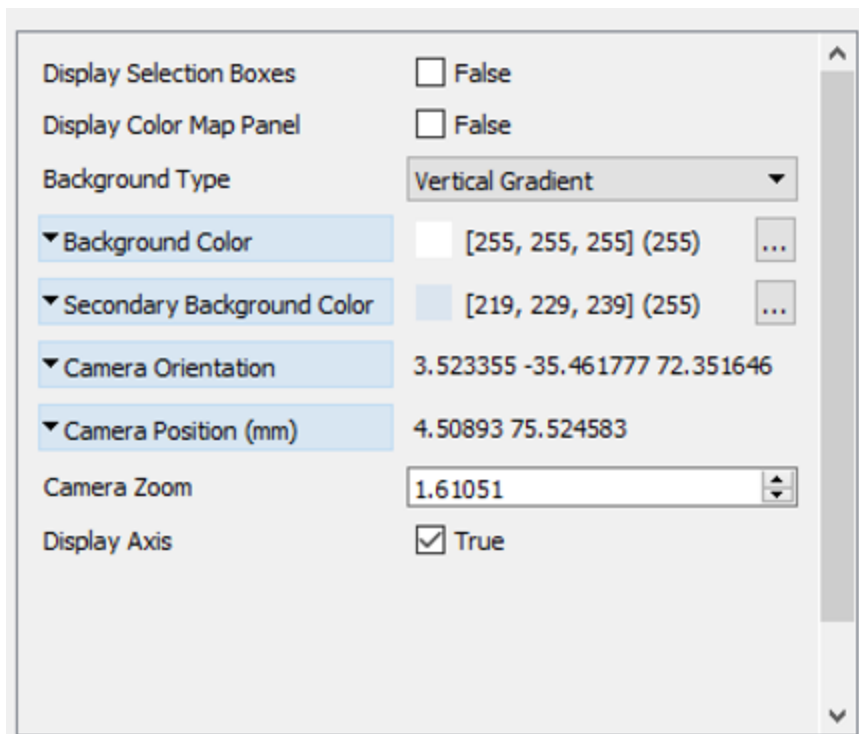 Display Selection Boxes False
Display Color Map Panel False
Background Type Vertical Gradient
Background Color [255, 255, 255] (255) ...
Secondary Background Color [219, 229, 239] (255) ...
Camera Orientation 3.523355 -35.461777 72.351646
Camera Position (mm) 4.50893 75.524583
Camera Zoom 1.61051
Display Axis True